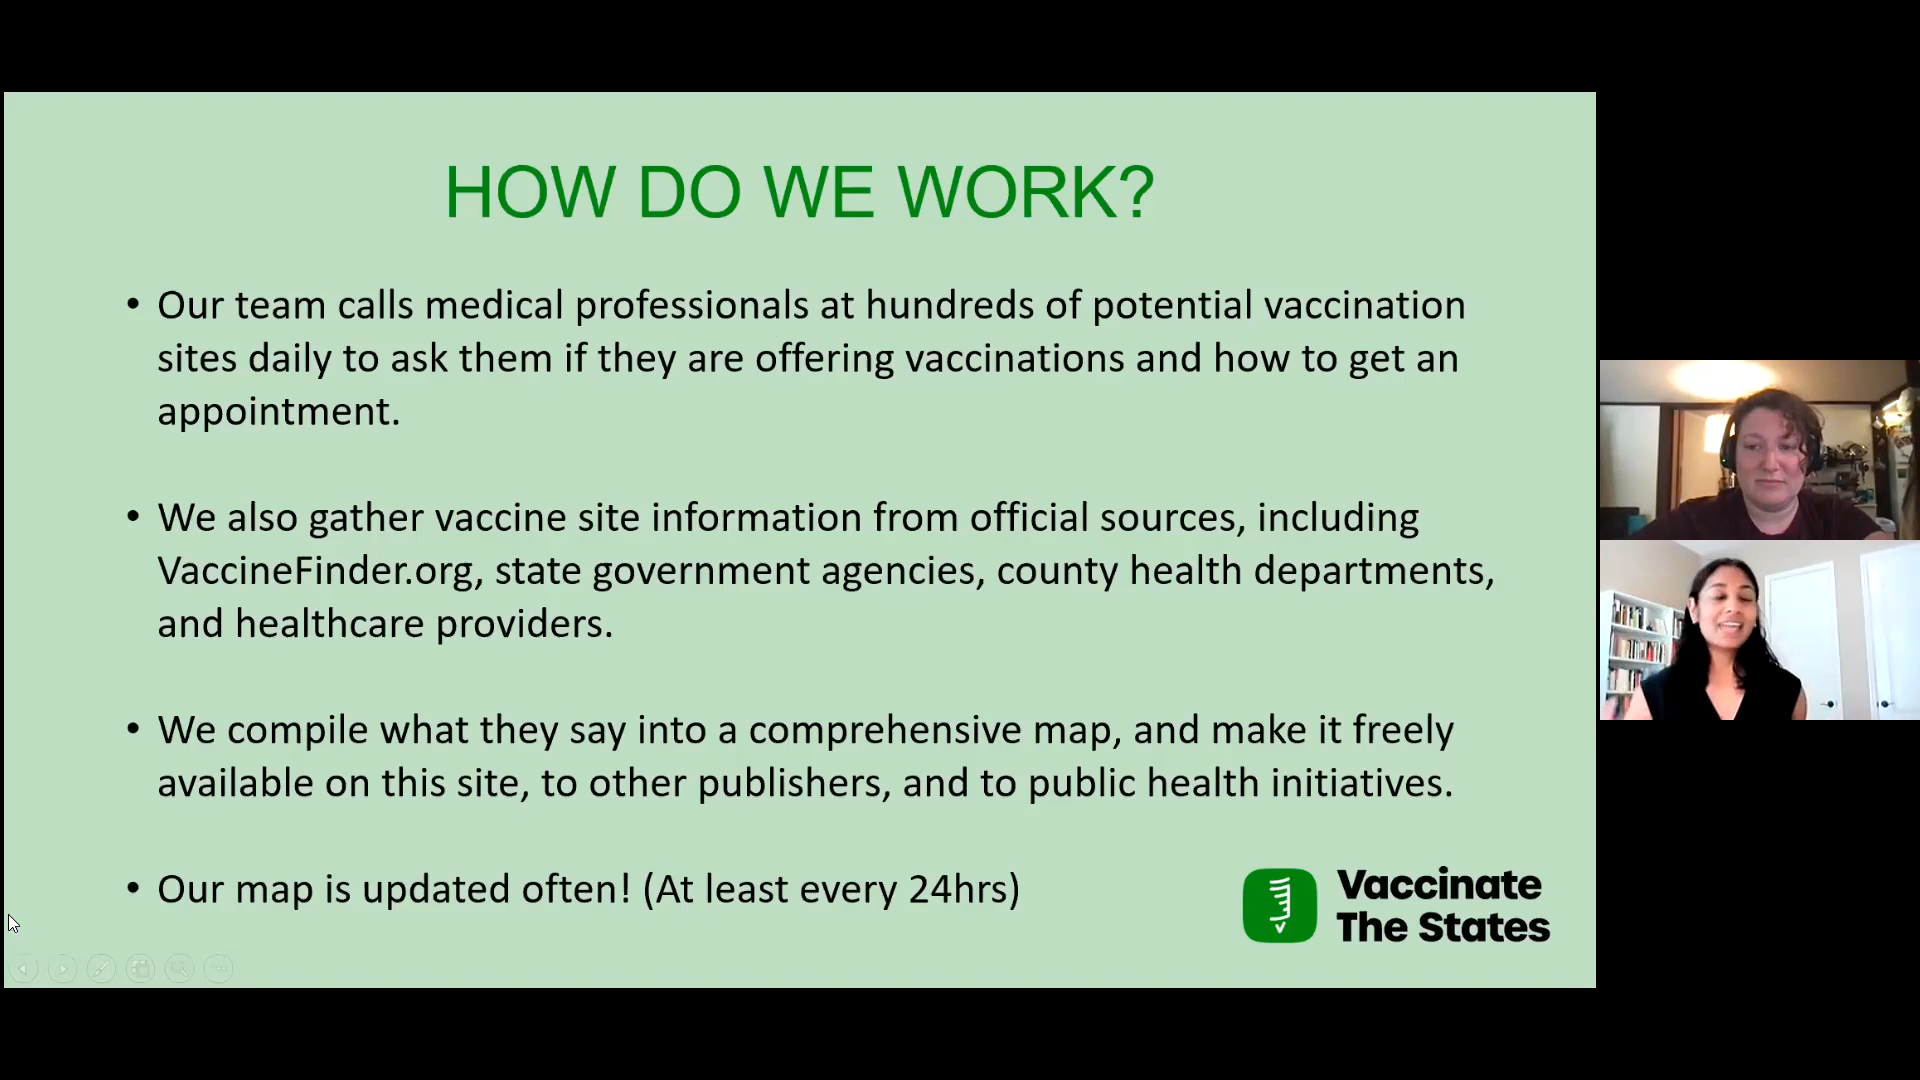 HOW DO WE WORK?
• Our team calls medical professionals at hundreds of potential vaccination
sites daily to ask them if they are offering vaccinations and how to get an
appointment.
• We also gather vaccine site information from official sources, including
VaccineFinder.org, state government agencies, county health departments,
and healthcare providers.
• We compile what they say into a comprehensive map, and make it freely
available on this site, to other publishers, and to public health initiatives.
• Our map is updated often! (At least every 24hrs)
Vaccinate
The States